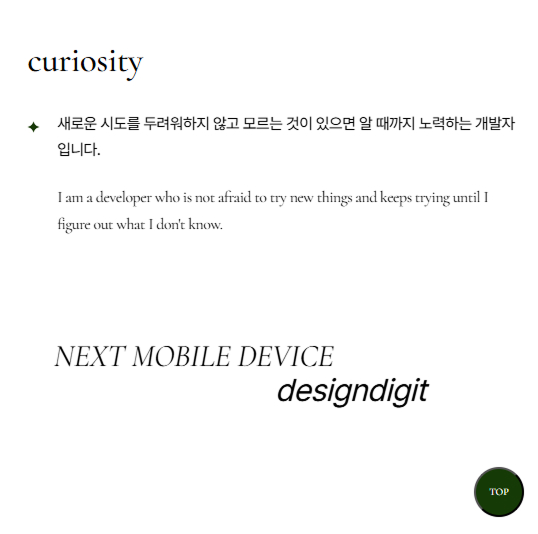 curiosity
새로운 시도를 두려워하지 않고 모르는 것이 있으면 알 때까지 노력하는 개발자
입니다.
I am a developer who is not afraid to try new things and keeps trying until I
figure out what I don't know.
NEXT MOBILE DEVICE
designdigit
TOP